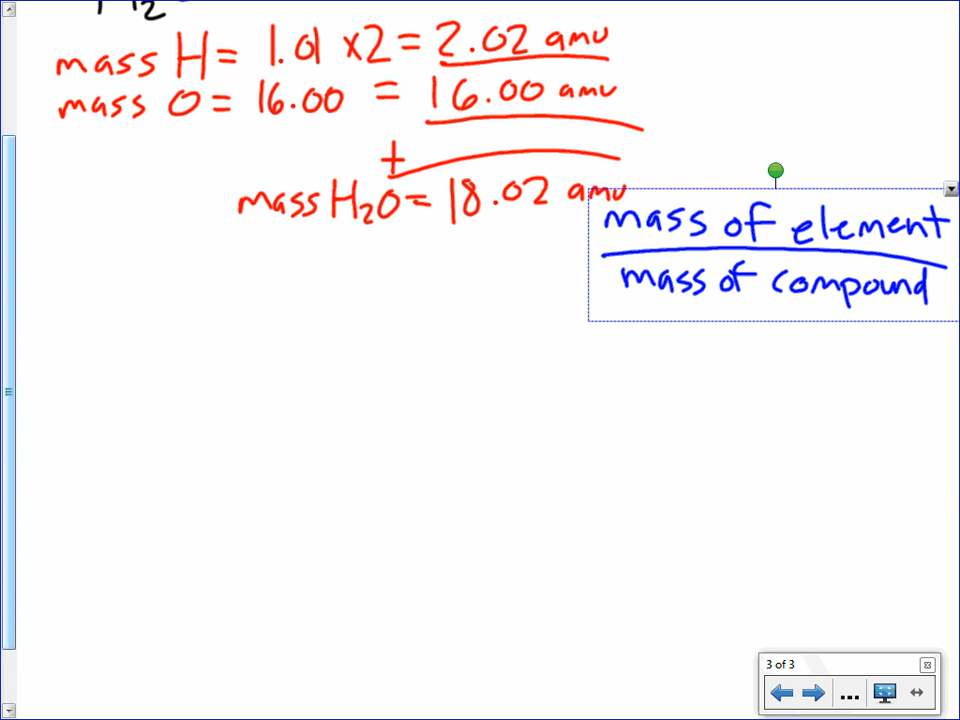 mass H = 1.01 x2 = 2.02 amu
mass O = 16.00 = 16.00 amu
+
mass H₂O = 18.02 amu
mass of element
mass of compound
3 of 3
...